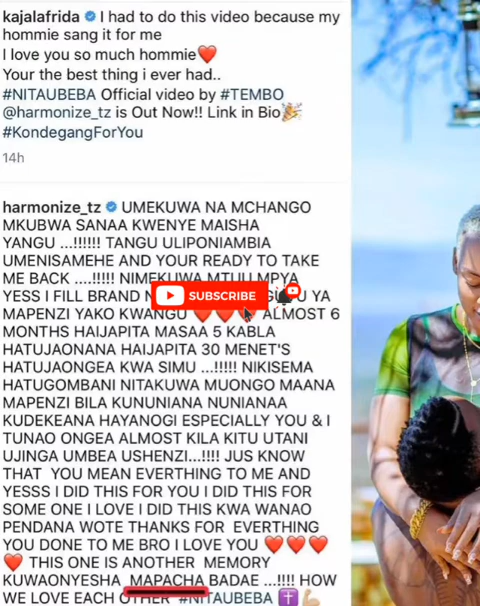 kajalafrida I had to do this video because my
hommie sang it for me
I love you so much hommie❤️
Your the best thing i ever had..
#NITAUBEBA Official video by #TEMBO
@harmonize_tz is Out Now!! Link in Bio🎉
#KondegangForYou
14h
harmonize_tz UMEKUWA NA MCHANGO
MKUBWA SANAA KWENYE MAISHA
YANGU ...!!!!!! TANGU ULIPONIAMBIA
UMENISAMEHE AND YOUR READY TO TAKE
ME BACK ....!!!!! NIMEKUWA MTUU MPYA
YESS I FILL BRAND YA
SUBSCRIBE
MAPENZI YAKO KWANGU ❤️❤️❤️ ALMOST 6
MONTHS HAIJAPITA MASAA 5 KABLA
HATUJAONANA HAIJAPITA 30 MENET'S
HATUJAONGEA KWA SIMU ...!!!!! NIKISEMA
HATUGOMBANI NITAKUWA MUONGO MAANA
MAPENZI BILA KUNUNIANA NUNIANAA
KUDEKEANA HAYANOGI ESPECIALLY YOU & I
TUNAO ONGEA ALMOST KILA KITU UTANI
UJINGA UMBEA USHENZI...!!!! JUS KNOW
THAT YOU MEAN EVERTHING TO ME AND
YESSS I DID THIS FOR YOU I DID THIS FOR
SOME ONE I LOVE I DID THIS KWA WANAO
PENDANA WOTE THANKS FOR EVERTHING
YOU DONE TO ME BRO I LOVE YOU ❤️❤️❤️
❤️ THIS ONE IS ANOTHER MEMORY
KUWAONYESHA MAPACHA BADAE ...!!!! HOW
WE LOVE EACH OTHER #NITAUBEBA ✝️💪🏼